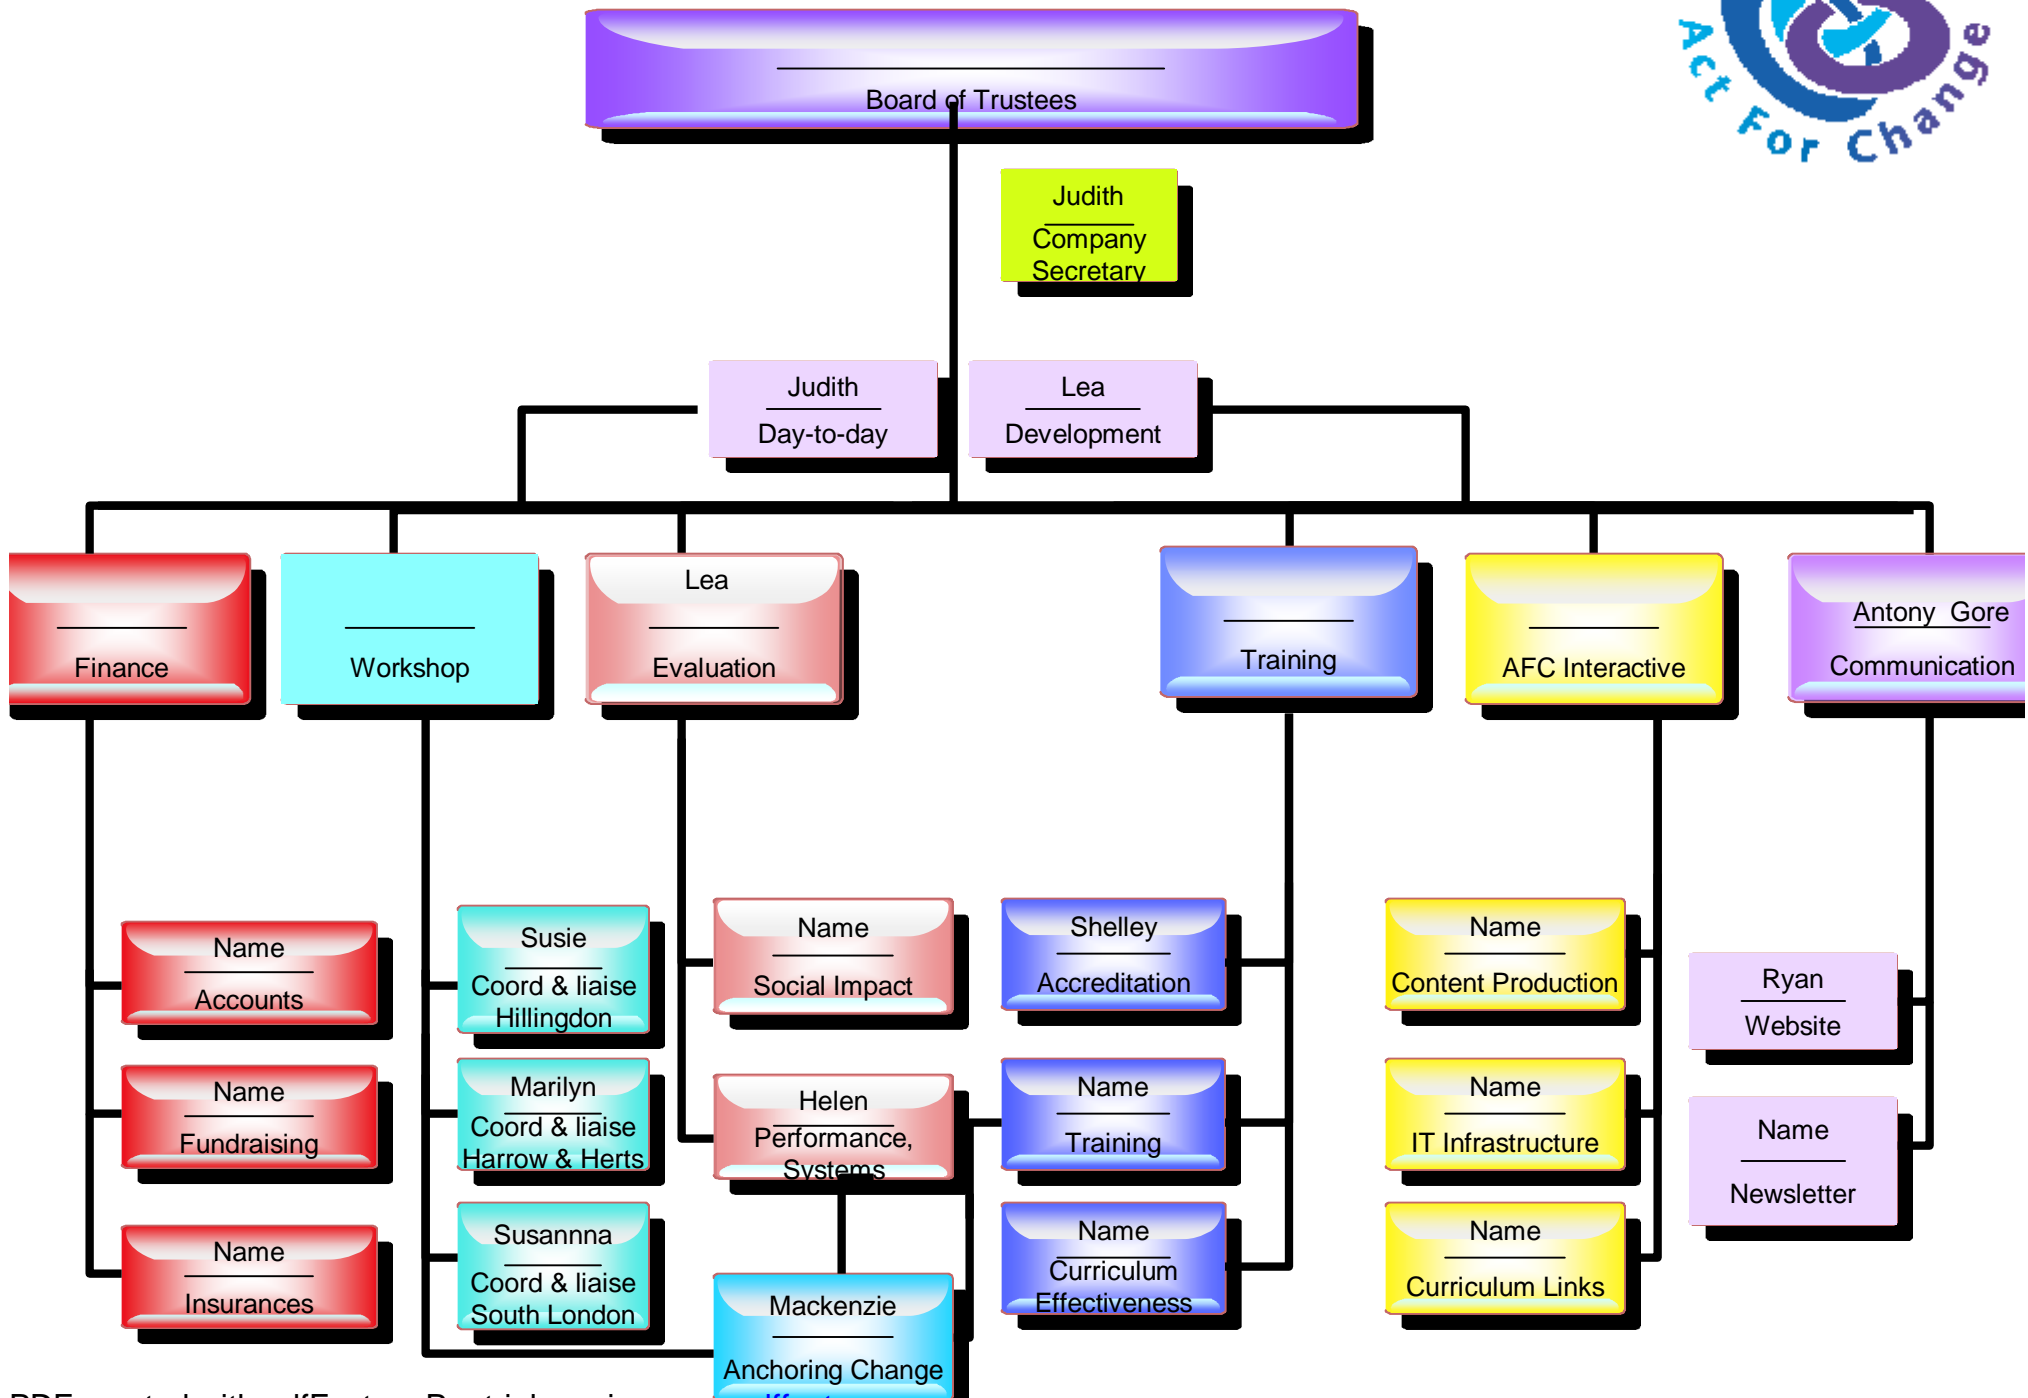 Act For Change
Board of Trustees
Judith
Company
Secretary
Judith
Day-to-day
Lea
Development
Finance
Workshop
Lea
Evaluation
Training
AFC Interactive
Antony Gore
Communication
Name
Accounts
Name
Fundraising
Name
Insurances
Susie
Coord & liaise
Hillingdon
Marilyn
Coord & liaise
Harrow & Herts
Susannna
Coord & liaise
South London
Name
Social Impact
Helen
Performance,
Systems
Mackenzie
Anchoring Change
Shelley
Accreditation
Name
Training
Name
Curriculum
Effectiveness
Name
Content Production
Name
IT Infrastructure
Name
Curriculum Links
Ryan
Website
Name
Newsletter